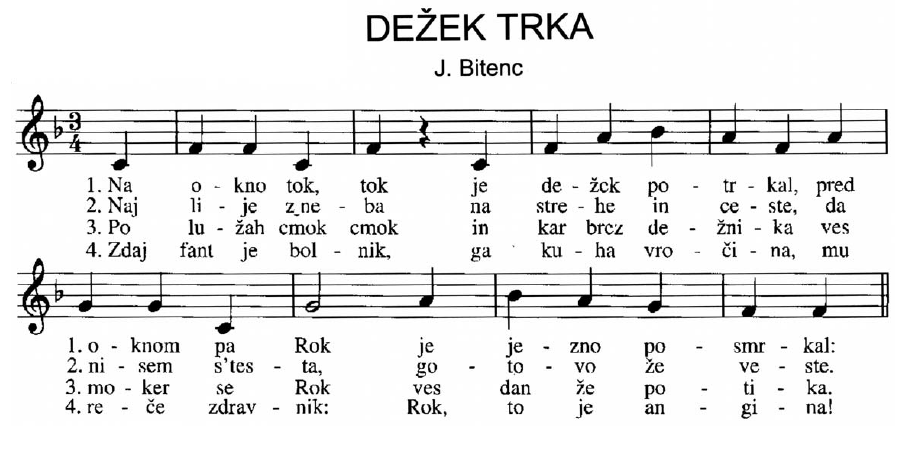 DEŽEK TRKA
J. Bitenc
3
4
1. Na o - kno tok, tok je de - žek po - tr - kal, pred
2. Naj li - je z ne - ba na stre - he in ce - ste, da
3. Po lu - žah cmok cmok in kar brez de - žni - ka ves
4. Zdaj fant je bol - nik, ga ku - ha vro - či - na, mu
1. o - knom pa Rok je je - zno po - smr - kal:
2. ni - sem s'tes - ta, go - to - vo že ve - ste.
3. mo - ker se Rok ves dan že po - ti - ka.
4. re - če zdrav - nik: Rok, to je an - gi - na!